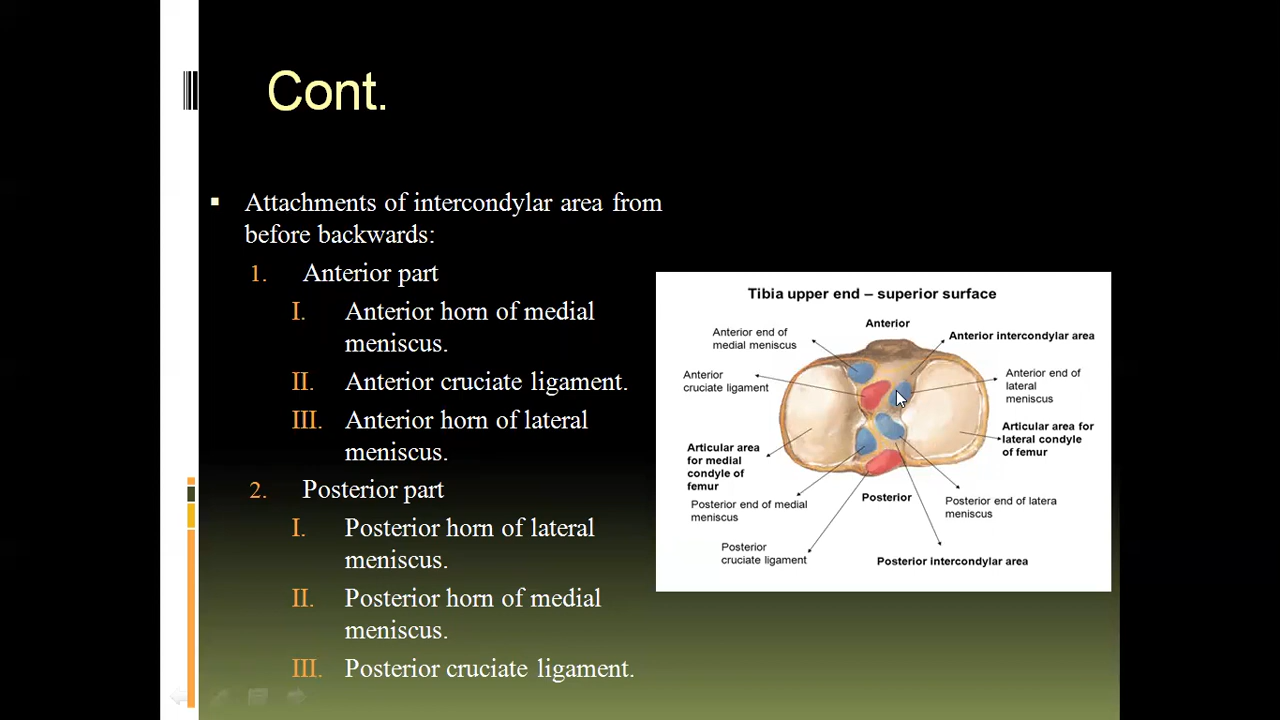 Cont.
▪ Attachments of intercondylar area from
before backwards:
1. Anterior part
I. Anterior horn of medial
meniscus.
II. Anterior cruciate ligament.
III. Anterior horn of lateral
meniscus.
2. Posterior part
I. Posterior horn of lateral
meniscus.
II. Posterior horn of medial
meniscus.
III. Posterior cruciate ligament.
Tibia upper end – superior surface
Anterior
Anterior end of
medial meniscus
Anterior intercondylar area
Anterior
cruciate ligament
Anterior end of
lateral
meniscus
Articular area for
lateral condyle
of femur
Articular area
for medial
condyle of
femur
Posterior
Posterior end of medial
meniscus
Posterior end of latera
meniscus
Posterior
cruciate ligament
Posterior intercondylar area